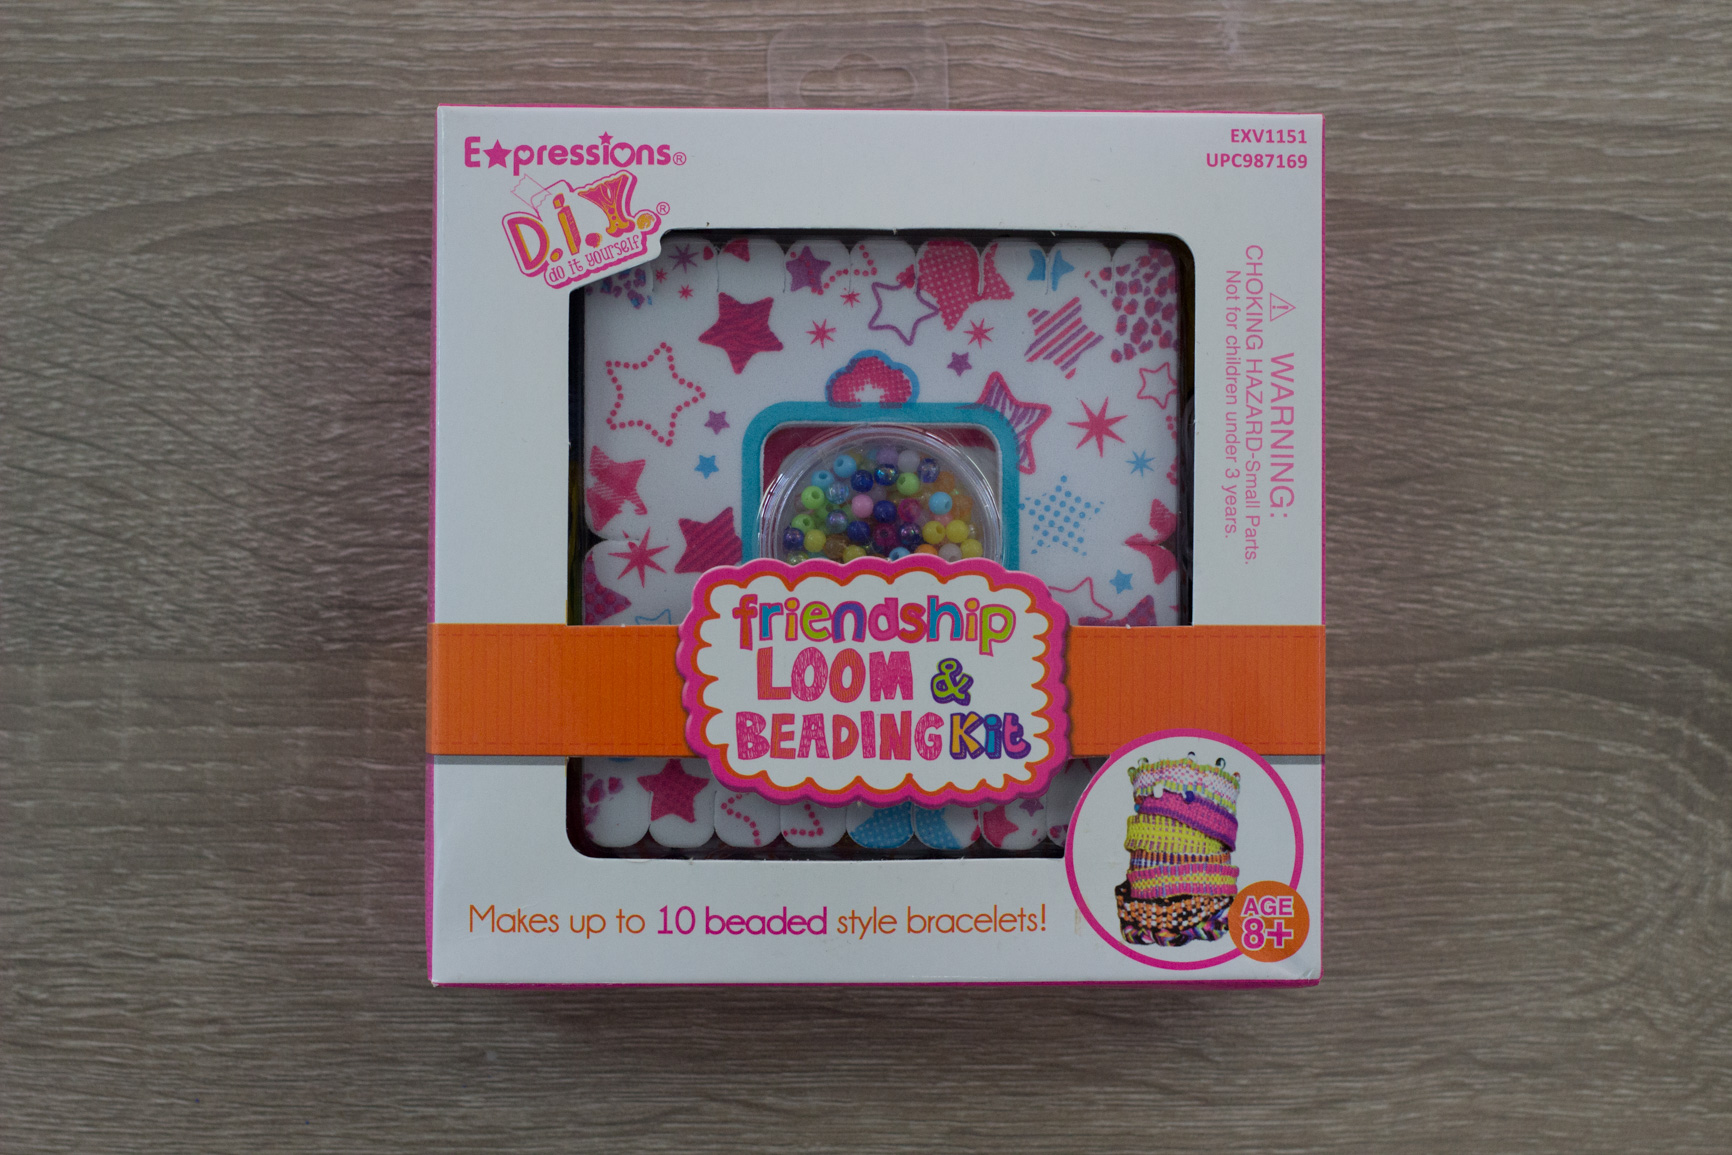 Expressions®
D.I.Y.®
do it yourself
EXV1151
UPC987169
WARNING:
CHOKING HAZARD-Small Parts.
Not for children under 3 years.
friendship
LOOM &
BEADING Kit
Makes up to 10 beaded style bracelets!
AGE
8+